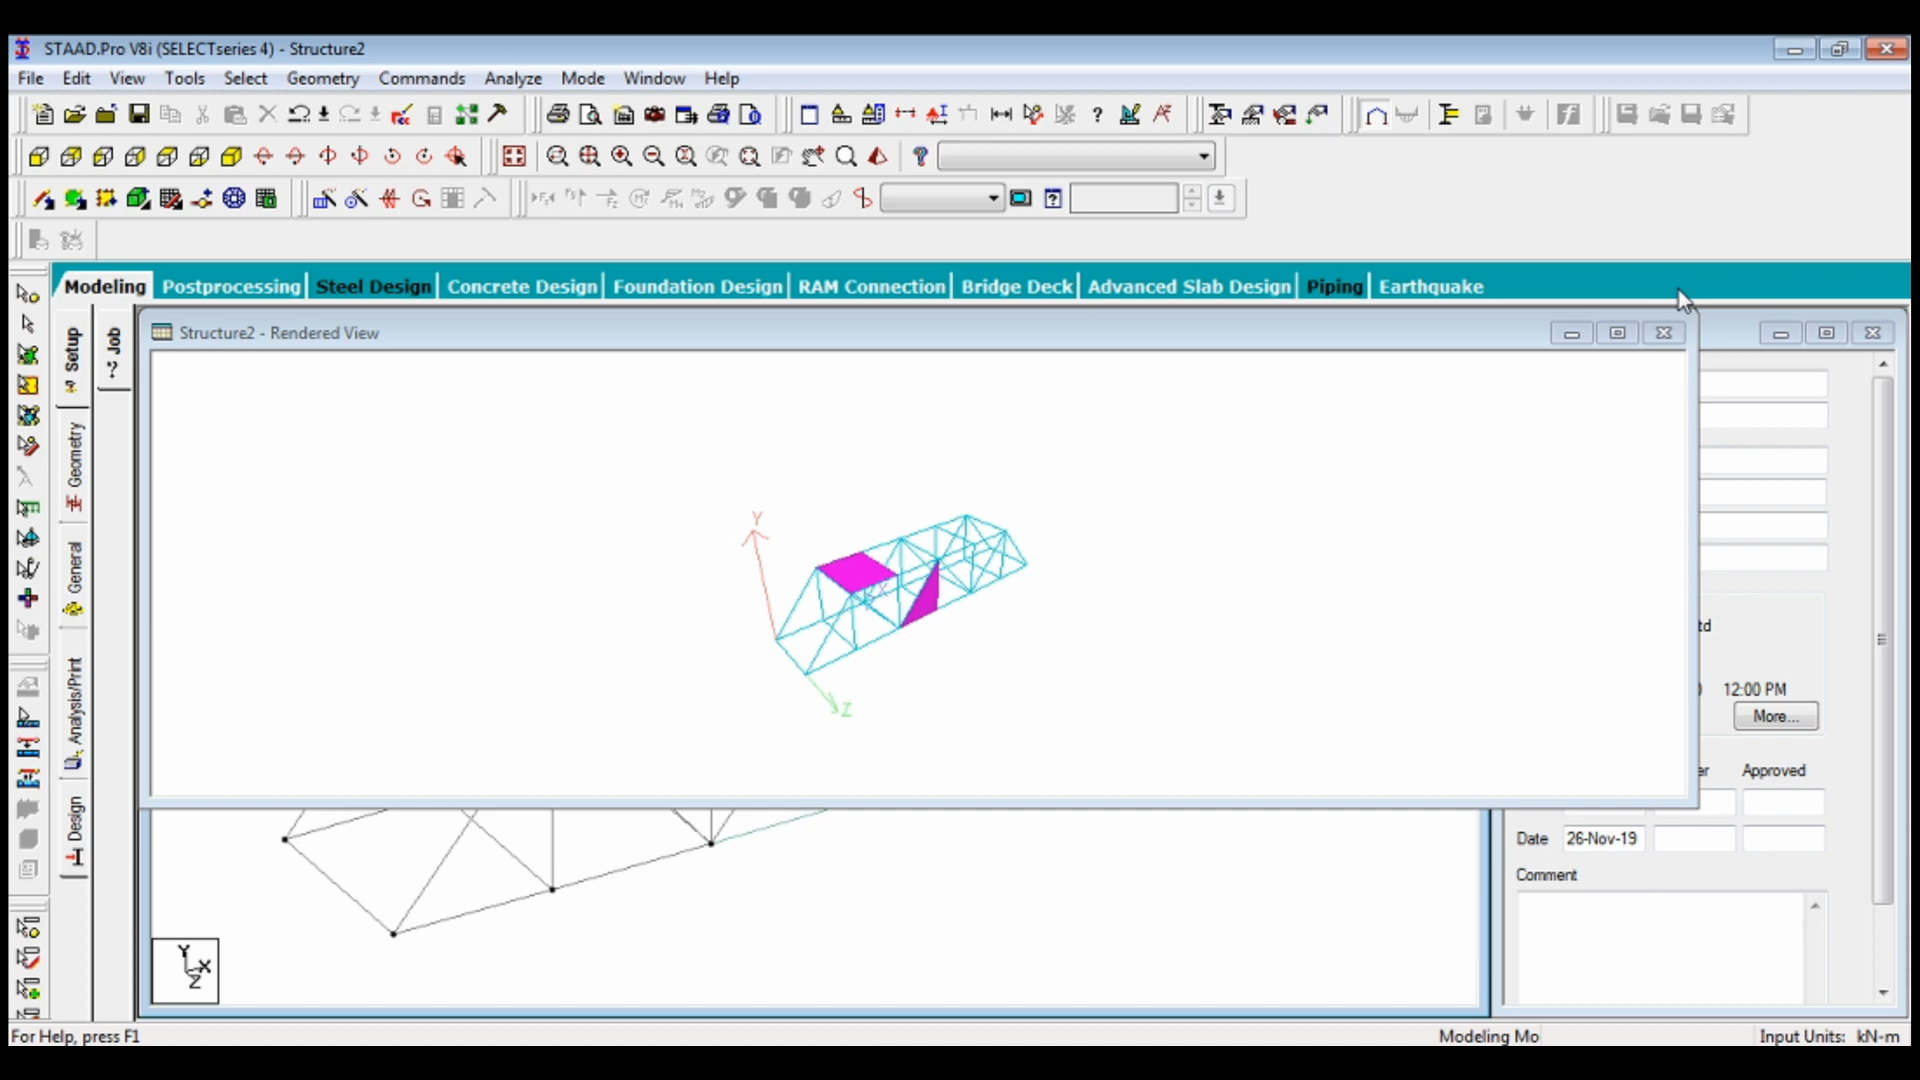 STAAD.Pro V8i (SELECTseries 4) - Structure2
File Edit View Tools Select Geometry Commands Analyze Mode Window Help
Modeling Postprocessing Steel Design Concrete Design Foundation Design RAM Connection Bridge Deck Advanced Slab Design Piping Earthquake
Setup
Job
Geometry
General
Analysis/Print
Design
Structure2 - Rendered View
Y
Z
td
12:00 PM
More...
er Approved
Date 26-Nov-19
Comment
Y
X
Z
For Help, press F1
Modeling Mo
Input Units: kN-m